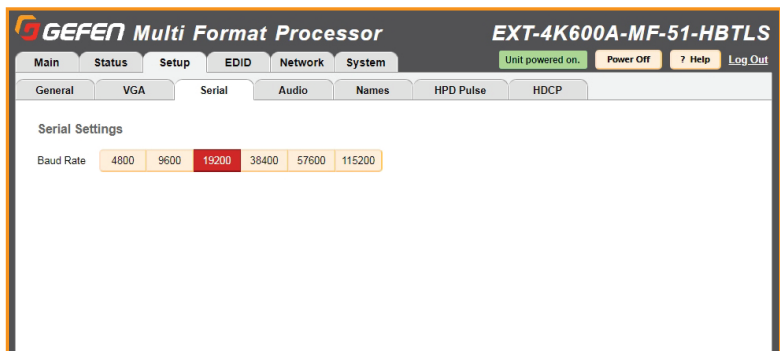 GEFEN Multi Format Processor EXT-4K600A-MF-51-HBTLS
Main Status Setup EDID Network System Unit powered on. Power Off ? Help Log Out
General VGA Serial Audio Names HPD Pulse HDCP
Serial Settings
Baud Rate 4800 9600 19200 38400 57600 115200